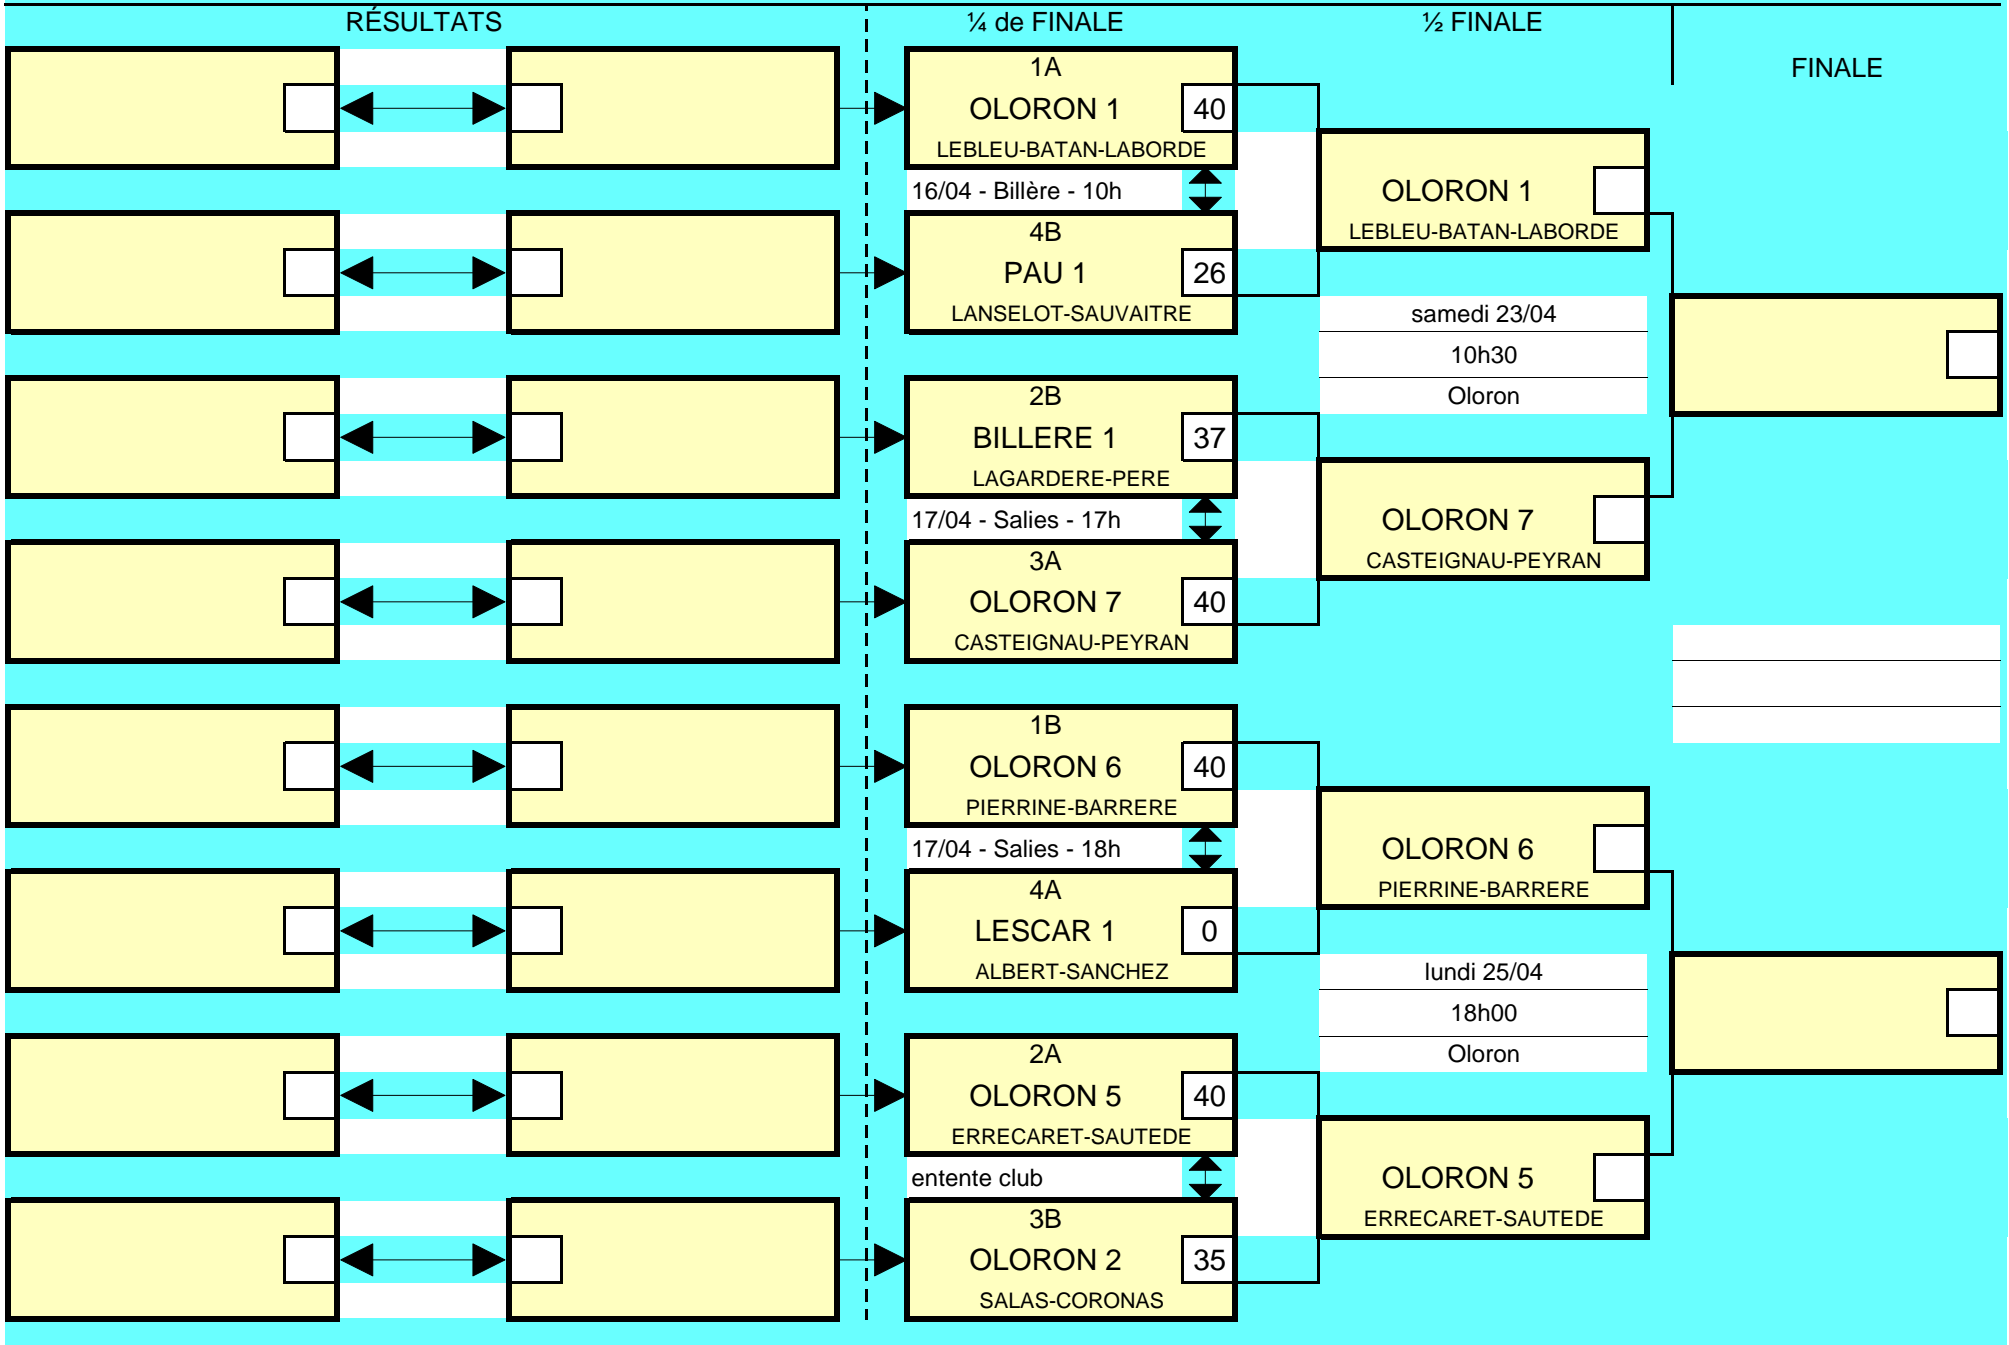 RÉSULTATS
¼ de FINALE
½ FINALE
FINALE
1A
OLORON 1
40
LEBLEU-BATAN-LABORDE
16/04 - Billère - 10h
4B
PAU 1
26
LANSELOT-SAUVAITRE
2B
BILLERE 1
37
LAGARDERE-PERE
17/04 - Salies - 17h
3A
OLORON 7
40
CASTEIGNAU-PEYRAN
1B
OLORON 6
40
PIERRINE-BARRERE
17/04 - Salies - 18h
4A
LESCAR 1
0
ALBERT-SANCHEZ
2A
OLORON 5
40
ERRECARET-SAUTEDE
entente club
3B
OLORON 2
35
SALAS-CORONAS
OLORON 1
LEBLEU-BATAN-LABORDE
samedi 23/04
10h30
Oloron
OLORON 7
CASTEIGNAU-PEYRAN
OLORON 6
PIERRINE-BARRERE
lundi 25/04
18h00
Oloron
OLORON 5
ERRECARET-SAUTEDE